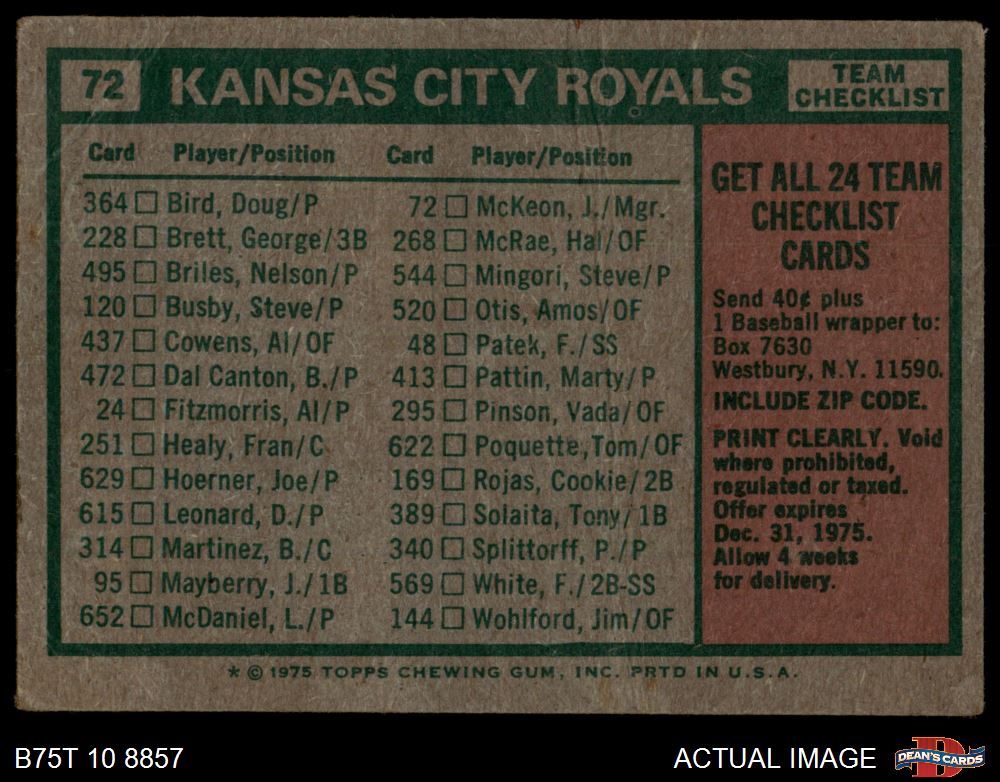 72 KANSAS CITY ROYALS TEAM CHECKLIST
Card Player/Position Card Player/Position
364 □ Bird, Doug/P 72 □ McKeon, J./Mgr.
228 □ Brett, George/3B 268 □ McRae, Hal/OF
495 □ Briles, Nelson/P 544 □ Mingori, Steve/P
120 □ Busby, Steve/P 520 □ Otis, Amos/OF
437 □ Cowens, Al/OF 48 □ Patek, F./SS
472 □ Dal Canton, B./P 413 □ Pattin, Marty/P
24 □ Fitzmorris, Al/P 295 □ Pinson, Vada/OF
251 □ Healy, Fran/C 622 □ Poquette, Tom/OF
629 □ Hoerner, Joe/P 169 □ Rojas, Cookie/2B
615 □ Leonard, D./P 389 □ Solaita, Tony/1B
314 □ Martinez, B./C 340 □ Splittorff, P./P
95 □ Mayberry, J./1B 569 □ White, F./2B-SS
652 □ McDaniel, L./P 144 □ Wohlford, Jim/OF
GET ALL 24 TEAM
CHECKLIST
CARDS
Send 40¢ plus
1 Baseball wrapper to:
Box 7630
Westbury, N.Y. 11590.
INCLUDE ZIP CODE.
PRINT CLEARLY. Void
where prohibited,
regulated or taxed.
Offer expires
Dec. 31, 1975.
Allow 4 weeks
for delivery.
* © 1975 TOPPS CHEWING GUM, INC. PRTD IN U.S.A.
B75T 10 8857 ACTUAL IMAGE D DEAN'S CARDS